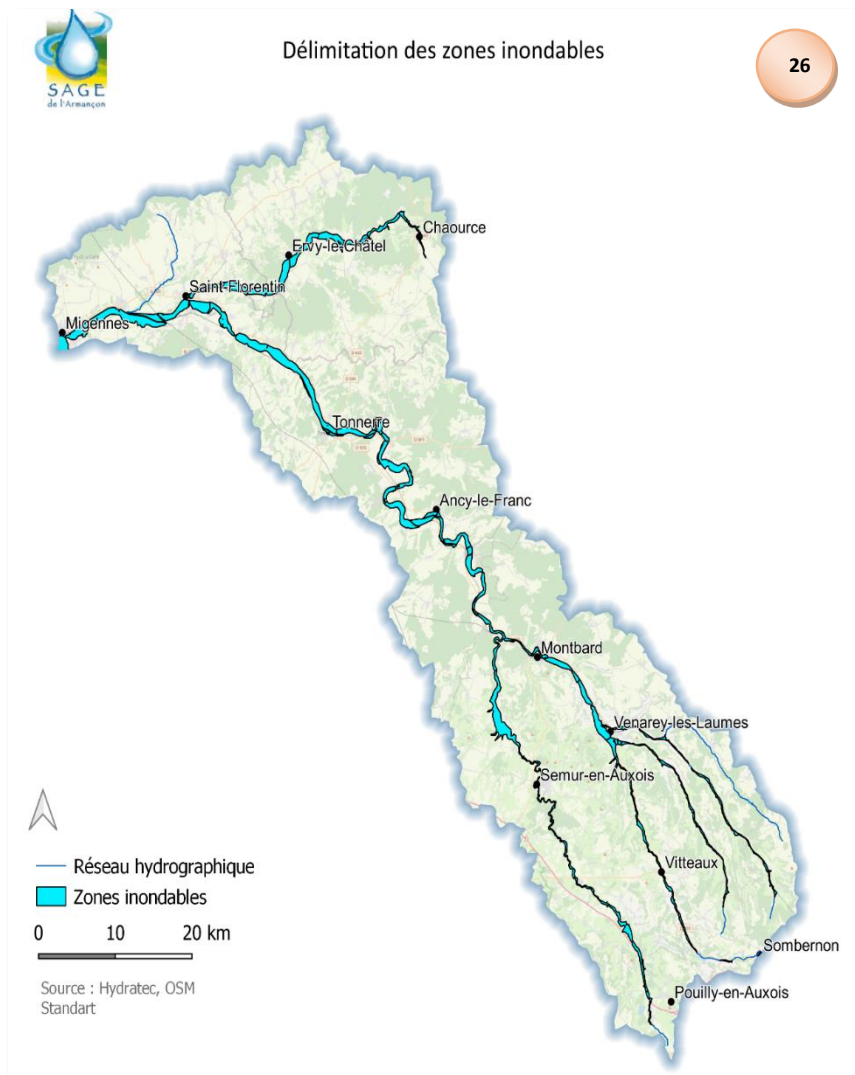 SAGE
de l'Armançon
Délimitation des zones inondables
26
Chaource
Ervy-le-Châtel
Saint-Florentin
Migennes
Tonnerre
Ancy-le-Franc
Montbard
Venarey-les-Laumes
Semur-en-Auxois
Vitteaux
Sombernon
Pouilly-en-Auxois
Réseau hydrographique
Zones inondables
0 10 20 km
Source : Hydratec, OSM
Standart